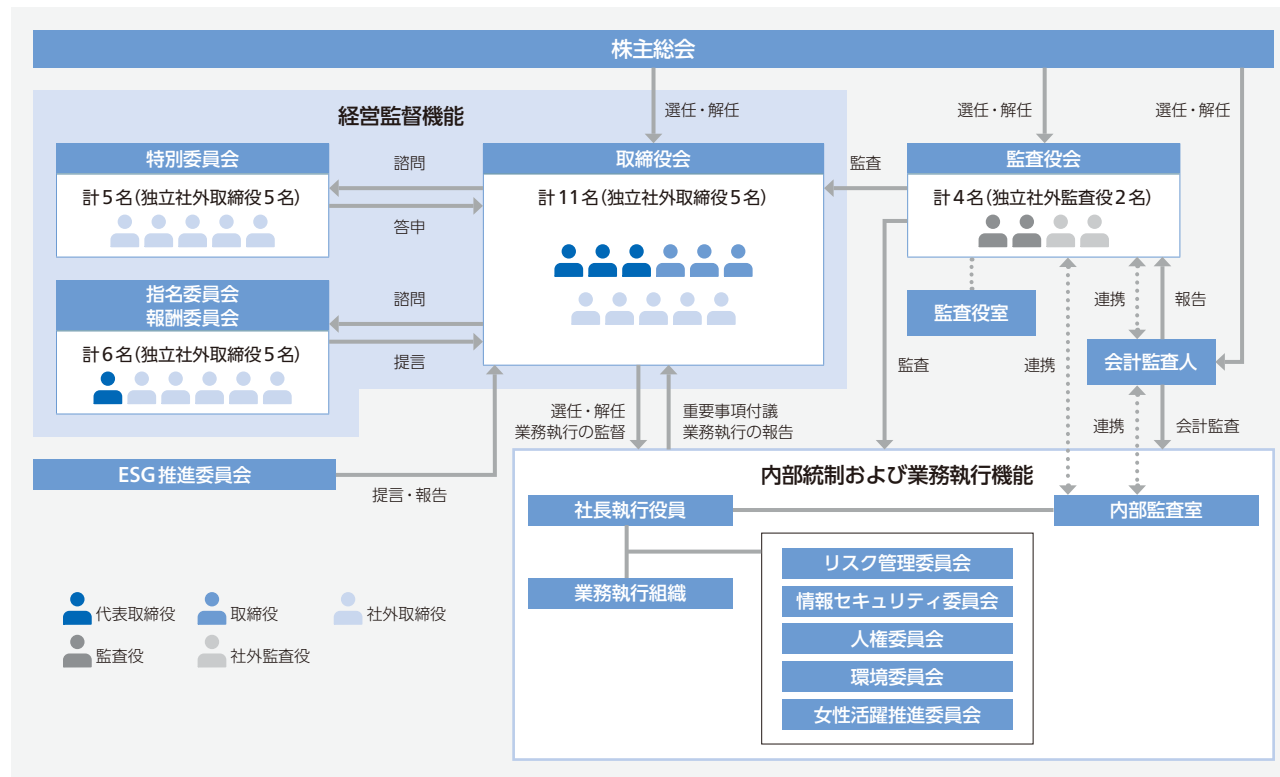 株主総会
選任・解任
選任・解任
選任・解任
経営監督機能
特別委員会
計5名(独立社外取締役5名)
諮問
答申
取締役会
計11名(独立社外取締役5名)
監査
監査役会
計4名(独立社外監査役2名)
指名委員会
報酬委員会
計6名(独立社外取締役5名)
諮問
提言
監査役室
連携
報告
会計監査人
監査
連携
連携
会計監査
選任・解任
業務執行の監督
重要事項付議
業務執行の報告
ESG推進委員会
提言・報告
内部統制および業務執行機能
社長執行役員
内部監査室
業務執行組織
リスク管理委員会
情報セキュリティ委員会
人権委員会
環境委員会
女性活躍推進委員会
代表取締役
取締役
社外取締役
監査役
社外監査役